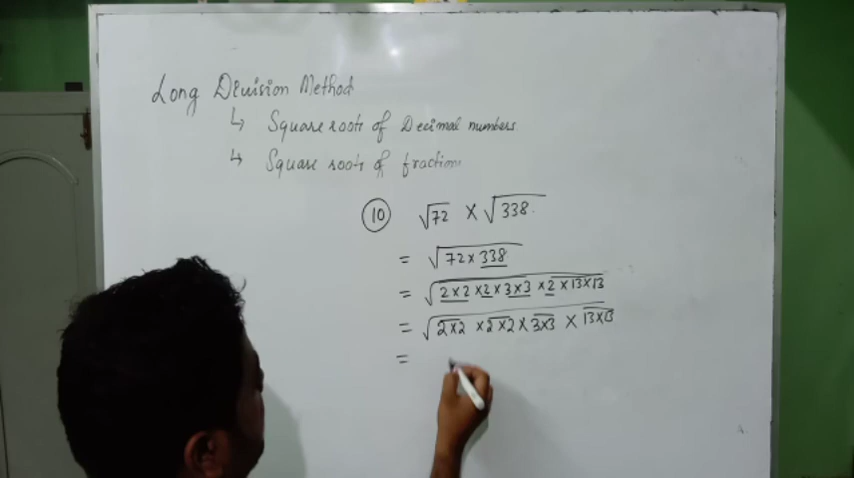 Long Division Method
↳ Square roots of Decimal numbers
↳ Square roots of fractions
⑩ √72 × √338.
= √72 × 338
= √2×2×2×3×3×2×13×13
= √2×2×2×2×3×3×13×13
=